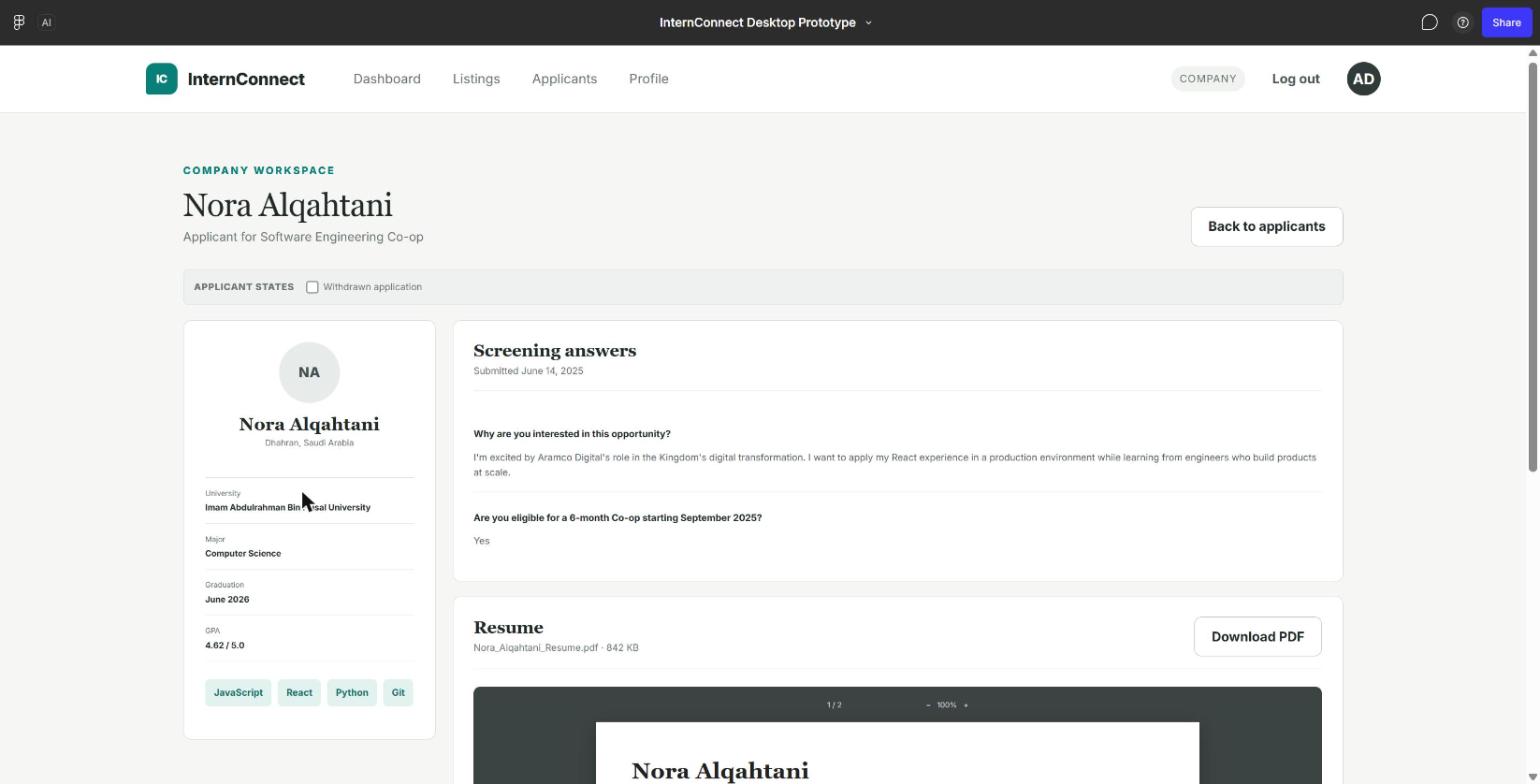 AI
InternConnect Desktop Prototype
Share
IC
InternConnect
Dashboard
Listings
Applicants
Profile
COMPANY
Log out
AD
COMPANY WORKSPACE
Nora Alqahtani
Applicant for Software Engineering Co-op
Back to applicants
APPLICANT STATES
Withdrawn application
NA
Nora Alqahtani
Dhahran, Saudi Arabia
University
Imam Abdulrahman Bin University
Major
Computer Science
Graduation
June 2026
GPA
4.62 / 5.0
JavaScript
React
Python
Git
Screening answers
Submitted June 14, 2025
Why are you interested in this opportunity?
I'm excited by Aramco Digital's role in the Kingdom's digital transformation. I want to apply my React experience in a production environment while learning from engineers who build products
at scale.
Are you eligible for a 6-month Co-op starting September 2025?
Yes
Resume
Nora_Alqahtani_Resume.pdf · 842 KB
Download PDF
1 / 2
− 100% +
Nora Alqahtani